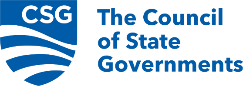 CSG
The Council
of State
Governments